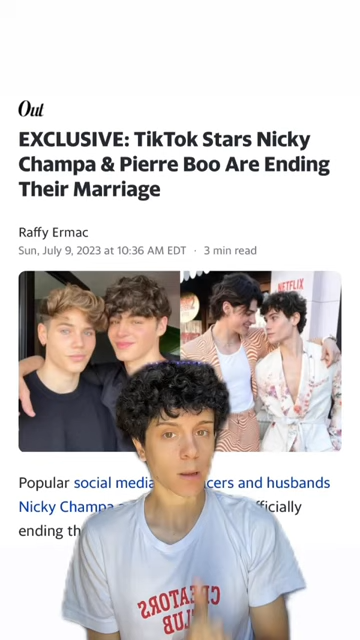 Out
EXCLUSIVE: TikTok Stars Nicky
Champa & Pierre Boo Are Ending
Their Marriage
Raffy Ermac
Sun, July 9, 2023 at 10:36 AM EDT · 3 min read
NETFLIX
Popular social media cers and husbands
Nicky Champa fficially
ending th
CREATORS
CLUB